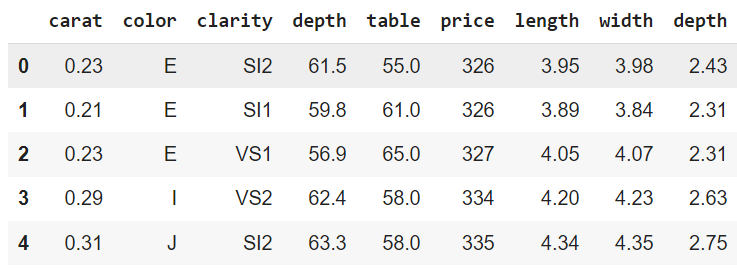 carat color clarity depth table price length width depth
0 0.23 E SI2 61.5 55.0 326 3.95 3.98 2.43
1 0.21 E SI1 59.8 61.0 326 3.89 3.84 2.31
2 0.23 E VS1 56.9 65.0 327 4.05 4.07 2.31
3 0.29 I VS2 62.4 58.0 334 4.20 4.23 2.63
4 0.31 J SI2 63.3 58.0 335 4.34 4.35 2.75